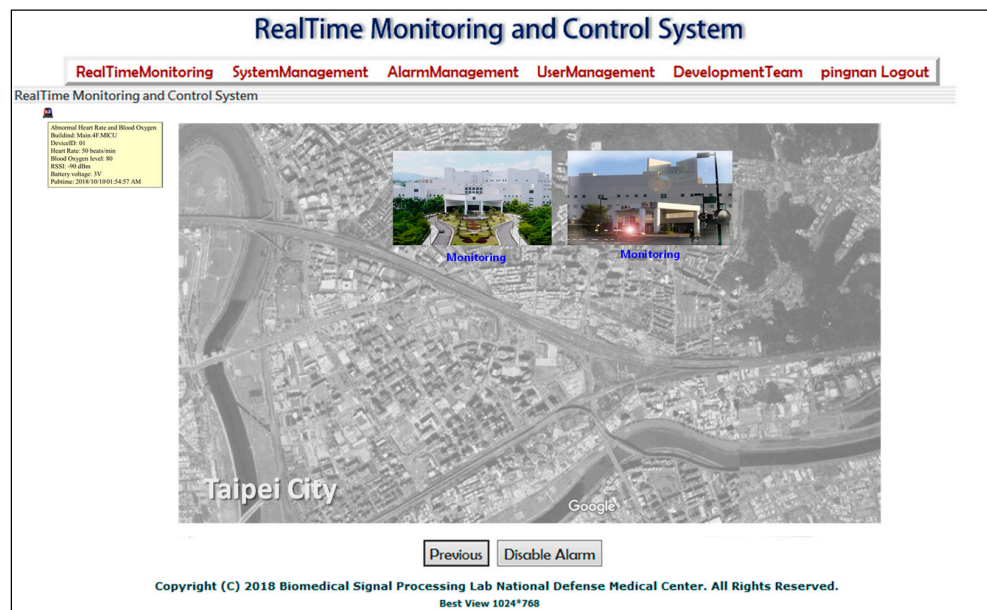 RealTime Monitoring and Control System
RealTimeMonitoring SystemManagement AlarmManagement UserManagement DevelopmentTeam pingnan Logout
RealTime Monitoring and Control System
Abnormal Heart Rate and Blood Oxygen
Buildind: Main.4F.MICU
DeviceID: 01
Heart Rate: 50 beats/min
Blood Oxygen level: 80
RSSI: -90 dBm
Battery voltage: 3V
Pubtime: 2018/10/10/01:54:57 AM
Monitoring Monitoring
Taipei City
Google
Previous Disable Alarm
Copyright (C) 2018 Biomedical Signal Processing Lab National Defense Medical Center. All Rights Reserved.
Best View 1024*768